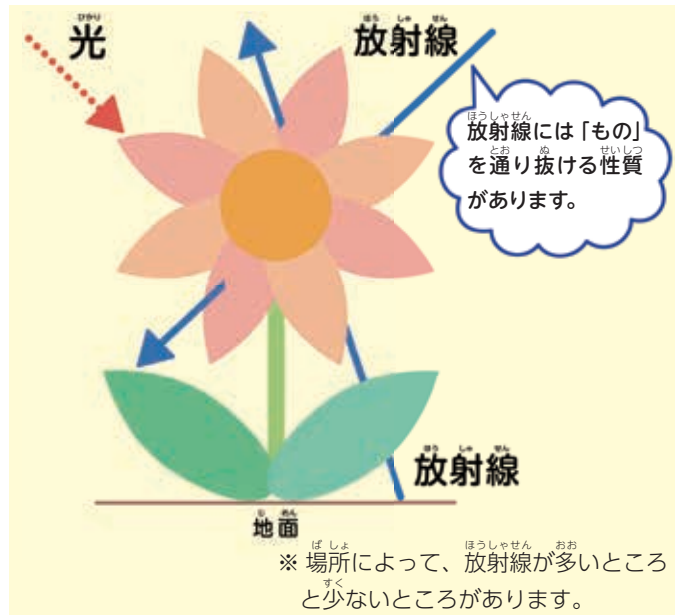 光
放射線
放射線には「もの」
を通り抜ける性質
があります。
放射線
地面
※ 場所によって、放射線が多いところ
と少ないところがあります。